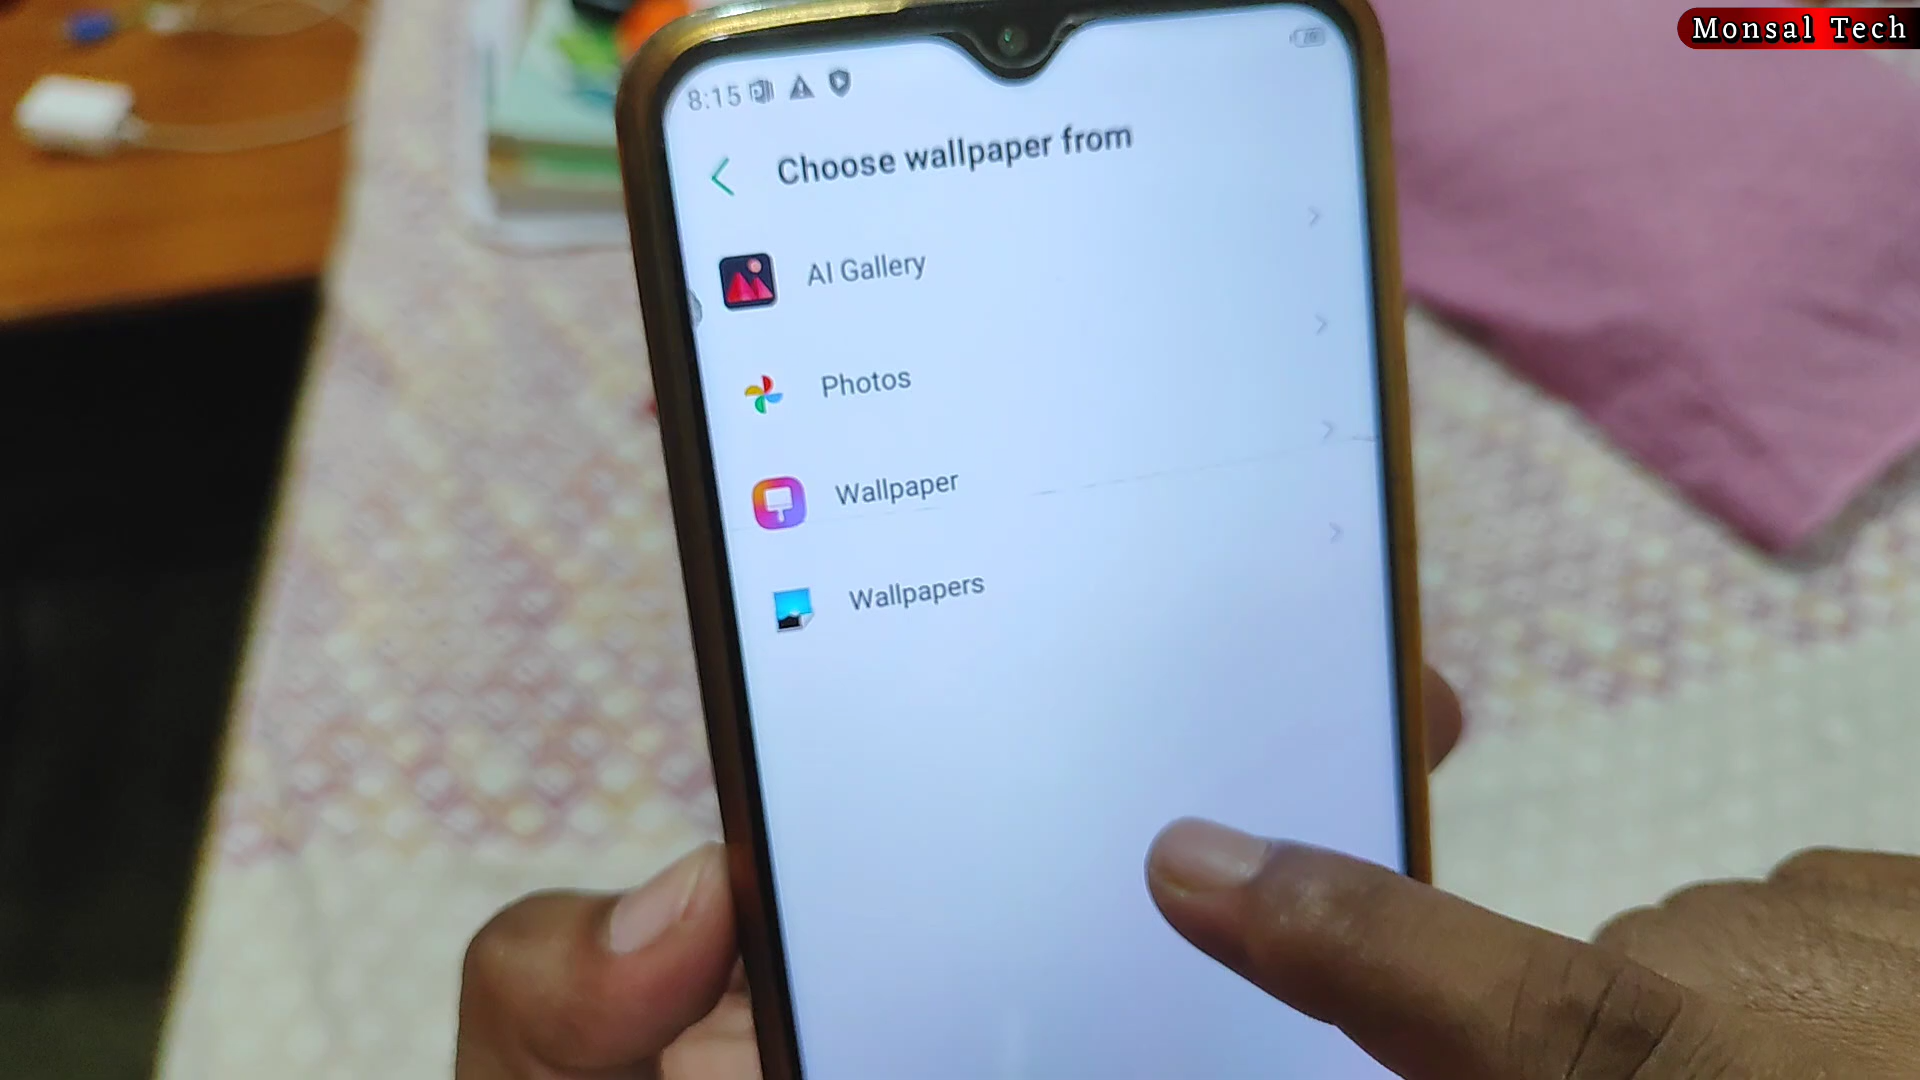 Monsal Tech
8:15
Choose wallpaper from
AI Gallery
Photos
Wallpaper
Wallpapers